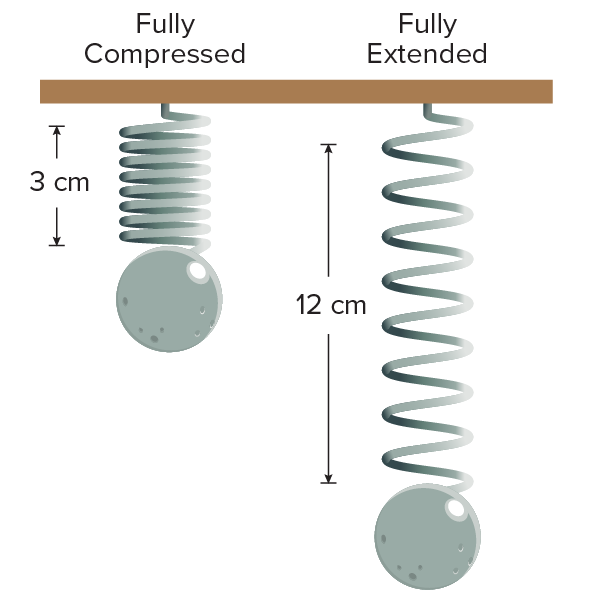 Fully
Compressed
Fully
Extended
3 cm
12 cm